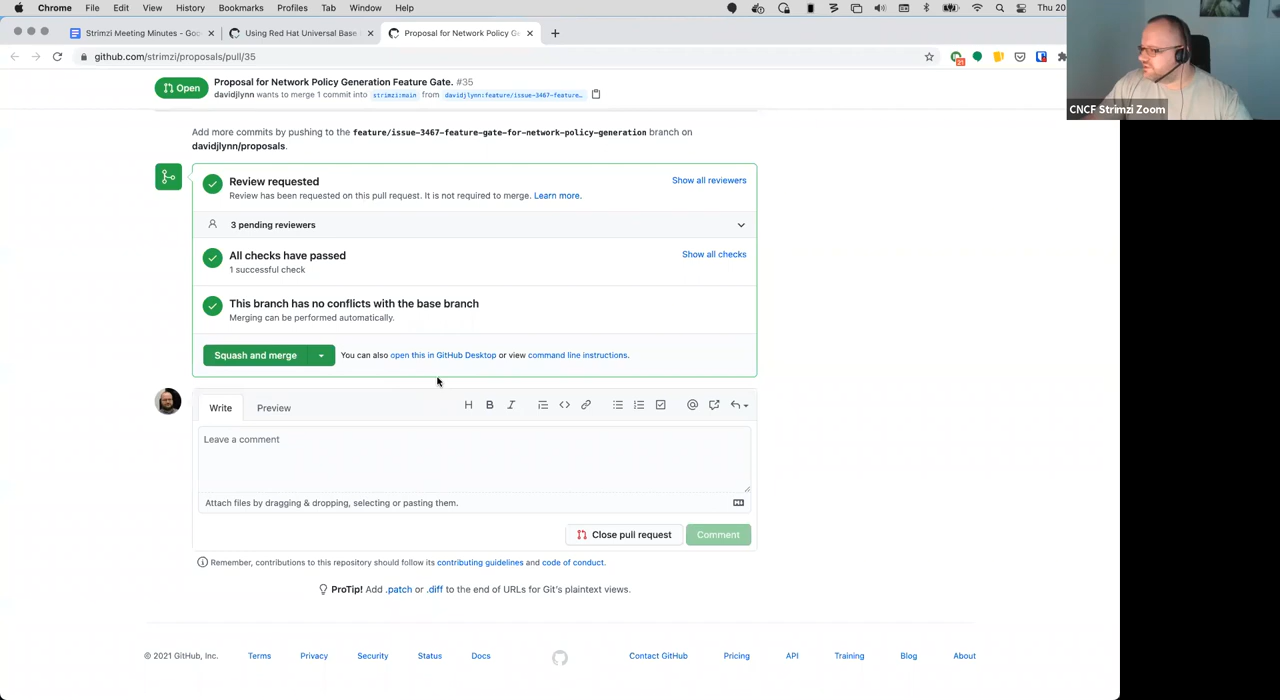 Chrome File Edit View History Bookmarks Profiles Tab Window Help Thu 20
Strimzi Meeting Minutes - Goo
Using Red Hat Universal Base
Proposal for Network Policy Ge
github.com/strimzi/proposals/pull/35
21
CNCF Strimzi Zoom
Open
Proposal for Network Policy Generation Feature Gate. #35
davidjlynn wants to merge 1 commit into strimzi:main from davidjlynn:feature/issue-3467-feature…
Add more commits by pushing to the feature/issue-3467-feature-gate-for-network-policy-generation branch on
davidjlynn/proposals.
Review requested
Show all reviewers
Review has been requested on this pull request. It is not required to merge. Learn more.
3 pending reviewers
All checks have passed
Show all checks
1 successful check
This branch has no conflicts with the base branch
Merging can be performed automatically.
Squash and merge
You can also open this in GitHub Desktop or view command line instructions.
Write Preview
Leave a comment
Attach files by dragging & dropping, selecting or pasting them.
Close pull request Comment
Remember, contributions to this repository should follow its contributing guidelines and code of conduct.
ProTip! Add .patch or .diff to the end of URLs for Git's plaintext views.
© 2021 GitHub, Inc. Terms Privacy Security Status Docs Contact GitHub Pricing API Training Blog About